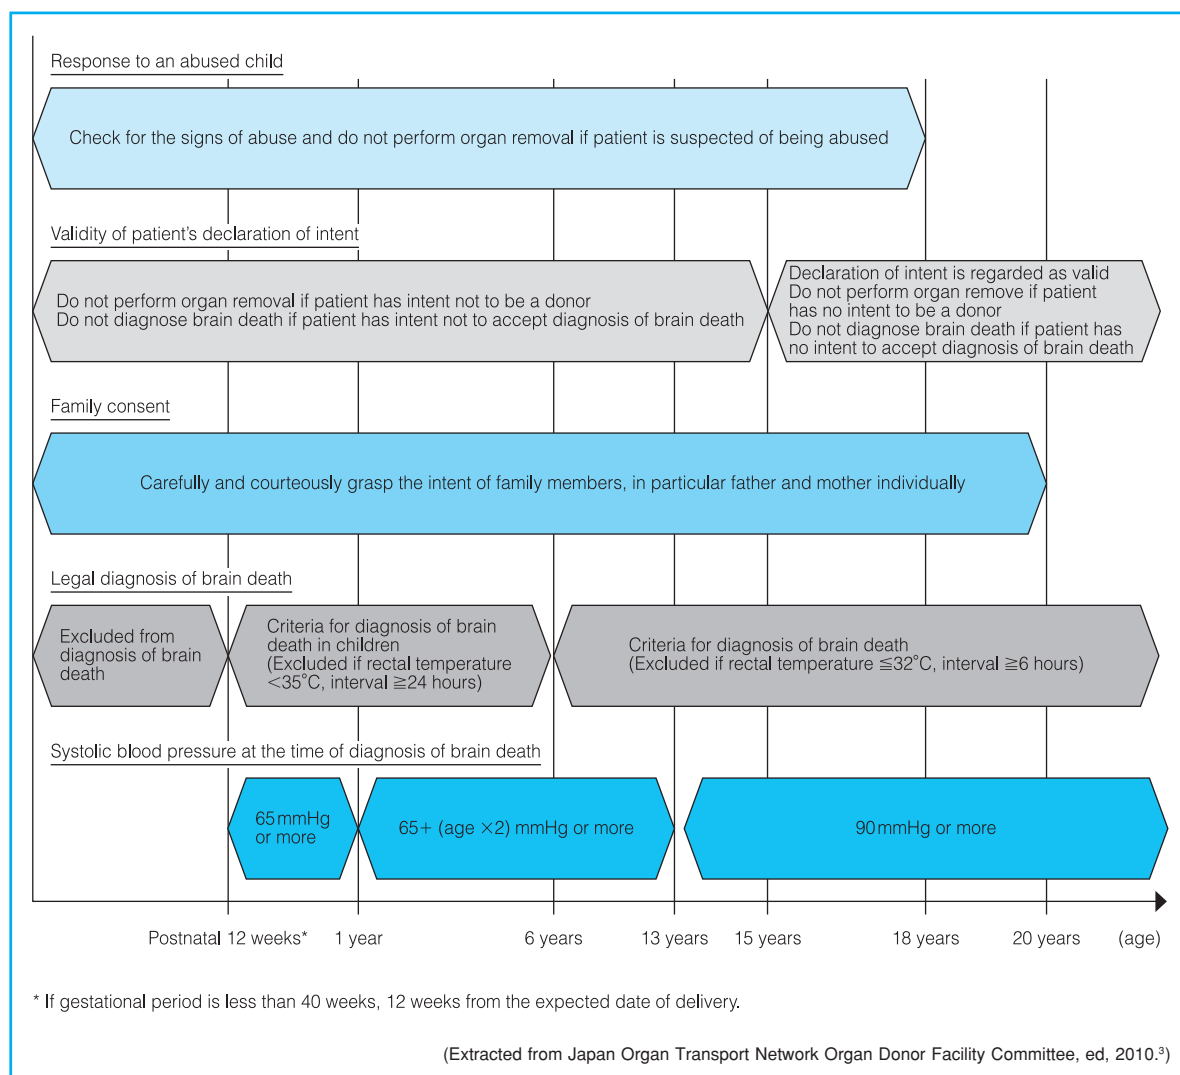 Response to an abused child
Check for the signs of abuse and do not perform organ removal if patient is suspected of being abused
Validity of patient's declaration of intent
Do not perform organ removal if patient has intent not to be a donor
Do not diagnose brain death if patient has intent not to accept diagnosis of brain death
Declaration of intent is regarded as valid
Do not perform organ remove if patient
has no intent to be a donor
Do not diagnose brain death if patient has
no intent to accept diagnosis of brain death
Family consent
Carefully and courteously grasp the intent of family members, in particular father and mother individually
Legal diagnosis of brain death
Excluded from
diagnosis of brain
death
Criteria for diagnosis of brain
death in children
(Excluded if rectal temperature
<35°C, interval ≧24 hours)
Criteria for diagnosis of brain death
(Excluded if rectal temperature ≦32°C, interval ≧6 hours)
Systolic blood pressure at the time of diagnosis of brain death
65 mmHg
or more
65+ (age ×2) mmHg or more
90 mmHg or more
Postnatal 12 weeks* 1 year 6 years 13 years 15 years 18 years 20 years (age)
* If gestational period is less than 40 weeks, 12 weeks from the expected date of delivery.
(Extracted from Japan Organ Transport Network Organ Donor Facility Committee, ed, 2010.³)